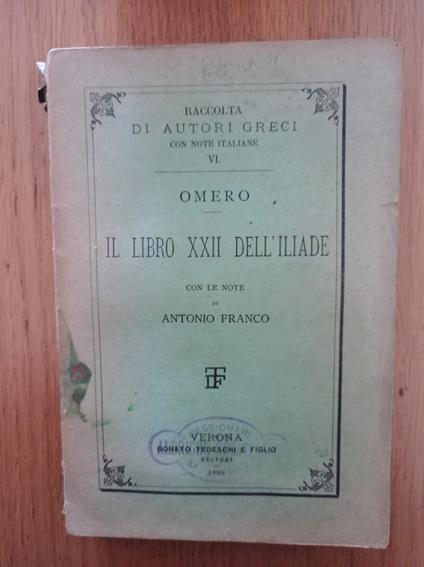 RACCOLTA
DI AUTORI GRECI
CON NOTE ITALIANE
VI.
OMERO
IL LIBRO XXII DELL'ILIADE
CON LE NOTE
DI
ANTONIO FRANCO
VERONA
DONATO TEDESCHI E FIGLIO
EDITORI